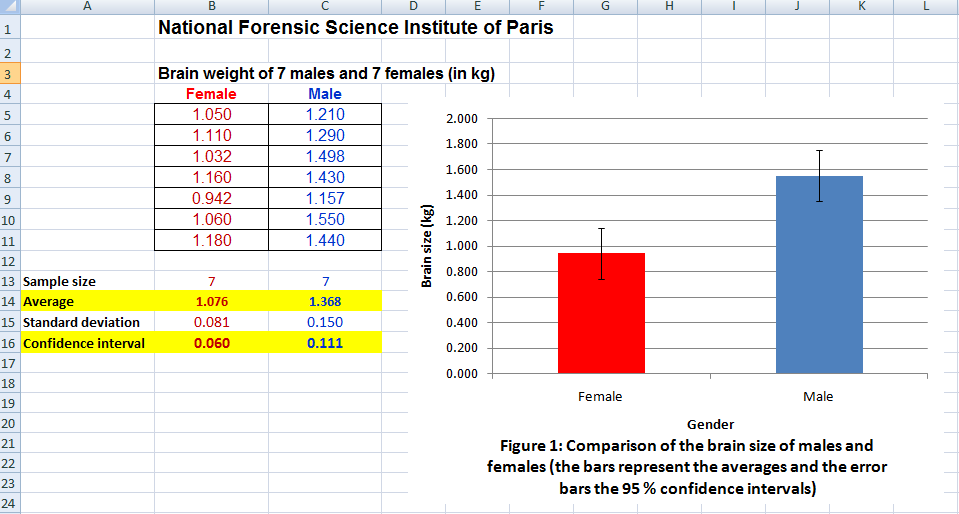 A B C D E F G H I J K L
1 National Forensic Science Institute of Paris
2
3 Brain weight of 7 males and 7 females (in kg)
4 Female Male
5 1.050 1.210
6 1.110 1.290
7 1.032 1.498
8 1.160 1.430
9 0.942 1.157
10 1.060 1.550
11 1.180 1.440
12
13 Sample size 7 7
14 Average 1.076 1.368
15 Standard deviation 0.081 0.150
16 Confidence interval 0.060 0.111
17
18
19
20
21
22
23
24
Brain size (kg)
2.000
1.800
1.600
1.400
1.200
1.000
0.800
0.600
0.400
0.200
0.000
Female Male
Gender
Figure 1: Comparison of the brain size of males and
females (the bars represent the averages and the error
bars the 95 % confidence intervals)